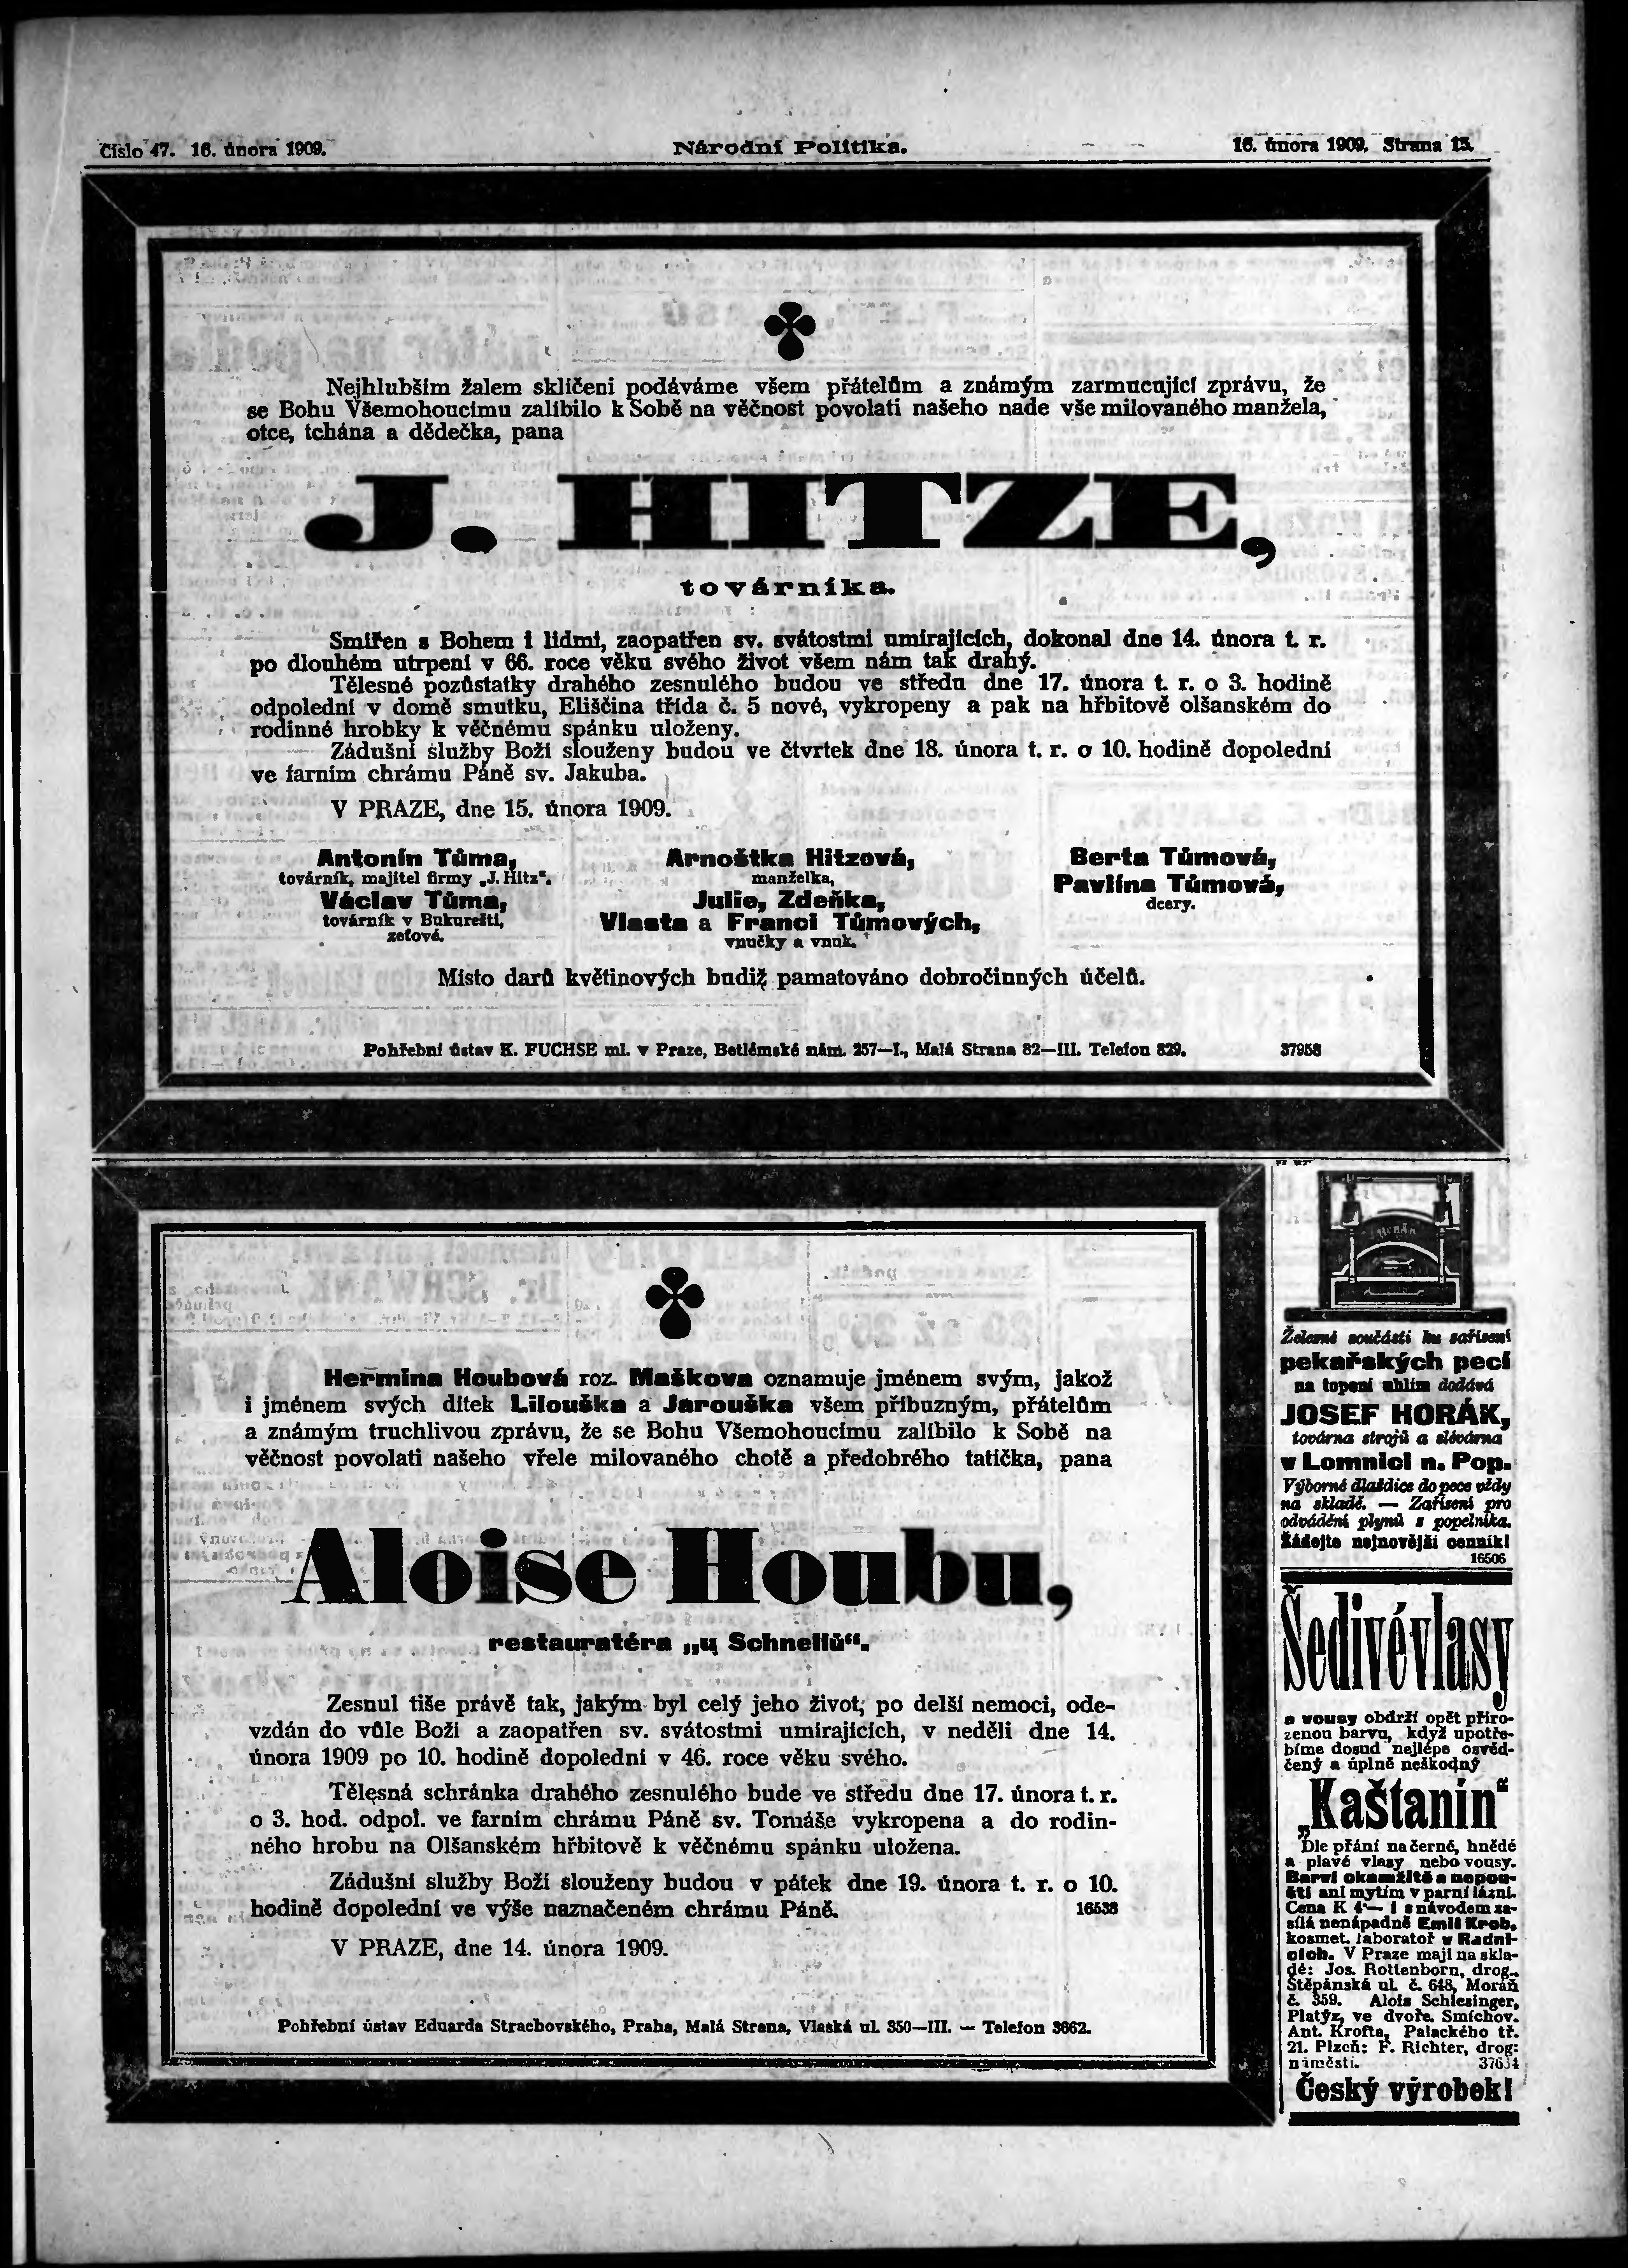 Číslo 47. 16. února 1909.
Národní Politika.
16. února 1909. Strana 13.
Nejhlubším žalem sklíčeni podáváme všem přátelům a známým zarmucující zprávu, že
se Bohu Všemohoucímu zalíbilo k Sobě na věčnost povolati našeho nade vše milovaného manžela,
otce, tchána a dědečka, pana
J. HITZE,
továrníka.
Smířen s Bohem i lidmi, zaopatřen sv. svátostmi umírajících, dokonal dne 14. února t. r.
po dlouhém utrpení v 66. roce věku svého život všem nám tak drahý.
Tělesné pozůstatky drahého zesnulého budou ve středu dne 17. února t. r. o 3. hodině
odpolední v domě smutku, Eliščina třída č. 5 nové, vykropeny a pak na hřbitově olšanském do
rodinné hrobky k věčnému spánku uloženy.
Zádušní služby Boží slouženy budou ve čtvrtek dne 18. února t. r. o 10. hodině dopolední
ve farním chrámu Páně sv. Jakuba.
V PRAZE, dne 15. února 1909.
Antonín Tůma,
továrník, majitel firmy „J. Hitz“.
Václav Tůma,
továrník v Bukurešti,
zeťové.
Arnoštka Hitzová,
manželka,
Julie, Zdeňka,
Vlasta a Franci Tůmových,
vnučky a vnuk.
Berta Tůmová,
Pavlína Tůmová,
dcery.
Místo darů květinových budiž pamatováno dobročinných účelů.
Pohřební ústav K. FUCHSE ml. v Praze, Betlémské nám. 257—I., Malá Strana 82—III. Telefon 829. 37958
Hermina Houbová roz. Maškova oznamuje jménem svým, jakož
i jménem svých dítek Lilouška a Jarouška všem příbuzným, přátelům
a známým truchlivou zprávu, že se Bohu Všemohoucímu zalíbilo k Sobě na
věčnost povolati našeho vřele milovaného chotě a předobrého tatíčka, pana
Aloise Houbu,
restauratéra „u Schnellů“.
Zesnul tiše právě tak, jakým byl celý jeho život, po delší nemoci, ode-
vzdán do vůle Boží a zaopatřen sv. svátostmi umírajících, v neděli dne 14.
února 1909 po 10. hodině dopolední v 46. roce věku svého.
Tělesná schránka drahého zesnulého bude ve středu dne 17. února t. r.
o 3. hod. odpol. ve farním chrámu Páně sv. Tomáše vykropena a do rodin-
ného hrobu na Olšanském hřbitově k věčnému spánku uložena.
Zádušní služby Boží slouženy budou v pátek dne 19. února t. r. o 10.
hodině dopolední ve výše naznačeném chrámu Páně. 16538
V PRAZE, dne 14. února 1909.
Pohřební ústav Eduarda Strachovského, Praha, Malá Strana, Vlašská ul. 350—III. — Telefon 3662.
Železné součásti ku zařízení
pekařských pecí
na topení uhlím dodává
JOSEF HORÁK,
továrna strojů a slévárna
v Lomnici n. Pop.
Výborné dlaždice do pece vždy
na skladě. — Zařízení pro
odvádění plynů z popelníka.
Žádejte nejnovější cenník!
16506
Šedivé vlasy
a vousy obdrží opět přiro-
zenou barvu, když upotře-
bíme dosud nejlépe osvěd-
čený a úplně neškodný
„Kaštanín“
Dle přání na černé, hnědé
a plavé vlasy nebo vousy.
Barví okamžitě a nepou-
ští ani mytím v parní lázni.
Cena K 4·— i s návodem za-
sílá nenápadně Emil Krob,
kosmet. laboratoř v Radni-
cích. V Praze mají na skla-
dě: Jos. Rottenborn, drog.,
Štěpánská ul. č. 648, Moráň
č. 359. Alois Schlesinger,
Platýz, ve dvoře. Smíchov.
Ant. Krofta, Palackého tř.
21. Plzeň: F. Richter, drog.
náměstí. 37634
Český výrobek!